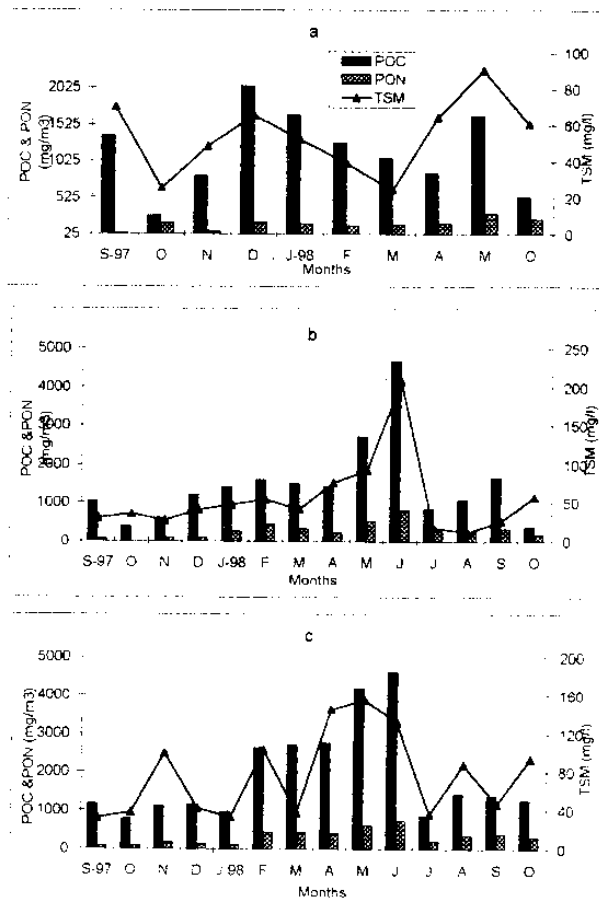 a
POC
PON
TSM
2025
1525
1025
525
25
POC & PON
(mg/m3)
100
80
60
40
20
0
TSM (mg/l)
S-97 O N D J-98 F M A M O
Months
b
5000
4000
3000
2000
1000
0
POC &PON
(mg/m3)
250
200
150
100
50
0
TSM (mg/l)
S-97 O N D J-98 F M A M J J A S O
Months
c
5000
4000
3000
2000
1000
0
POC &PON (mg/m3)
200
160
120
80
40
0
TSM (mg/l)
S-97 O N D J-98 F M A M J J A S O
Months